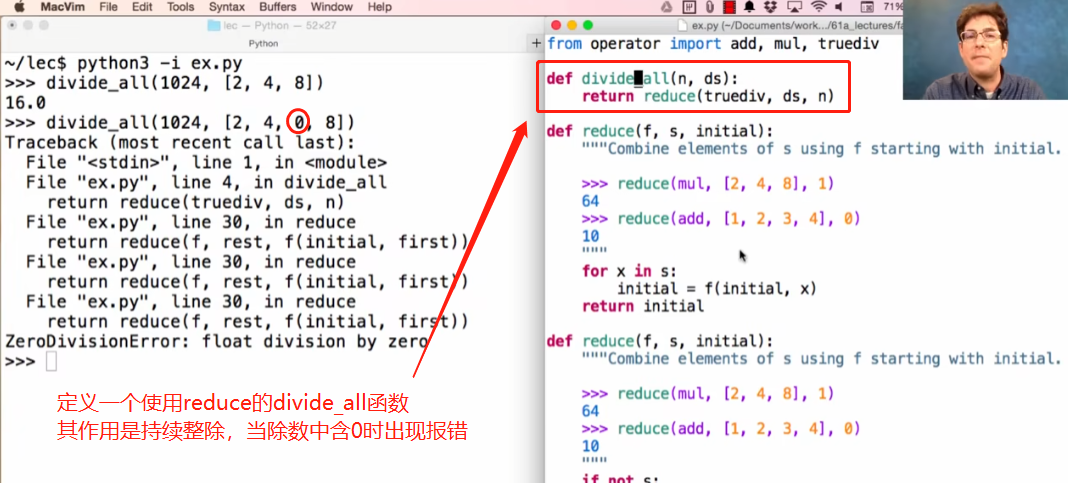 MacVim File Edit Tools Syntax Buffers Window Help 71%
lec — Python — 52×27
Python
~/lec$ python3 -i ex.py
>>> divide_all(1024, [2, 4, 8])
16.0
>>> divide_all(1024, [2, 4, 0, 8])
Traceback (most recent call last):
  File "<stdin>", line 1, in <module>
  File "ex.py", line 4, in divide_all
    return reduce(truediv, ds, n)
  File "ex.py", line 30, in reduce
    return reduce(f, rest, f(initial, first))
  File "ex.py", line 30, in reduce
    return reduce(f, rest, f(initial, first))
  File "ex.py", line 30, in reduce
    return reduce(f, rest, f(initial, first))
ZeroDivisionError: float division by zero
>>>
定义一个使用reduce的divide_all函数
其作用是持续整除，当除数中含0时出现报错
ex.py (~/Documents/work.../61a_lectures/fa
from operator import add, mul, truediv
def divide_all(n, ds):
    return reduce(truediv, ds, n)
def reduce(f, s, initial):
    """Combine elements of s using f starting with initial.
    >>> reduce(mul, [2, 4, 8], 1)
    64
    >>> reduce(add, [1, 2, 3, 4], 0)
    10
    """
    for x in s:
        initial = f(initial, x)
    return initial
def reduce(f, s, initial):
    """Combine elements of s using f starting with initial.
    >>> reduce(mul, [2, 4, 8], 1)
    64
    >>> reduce(add, [1, 2, 3, 4], 0)
    10
    """
    if not s: